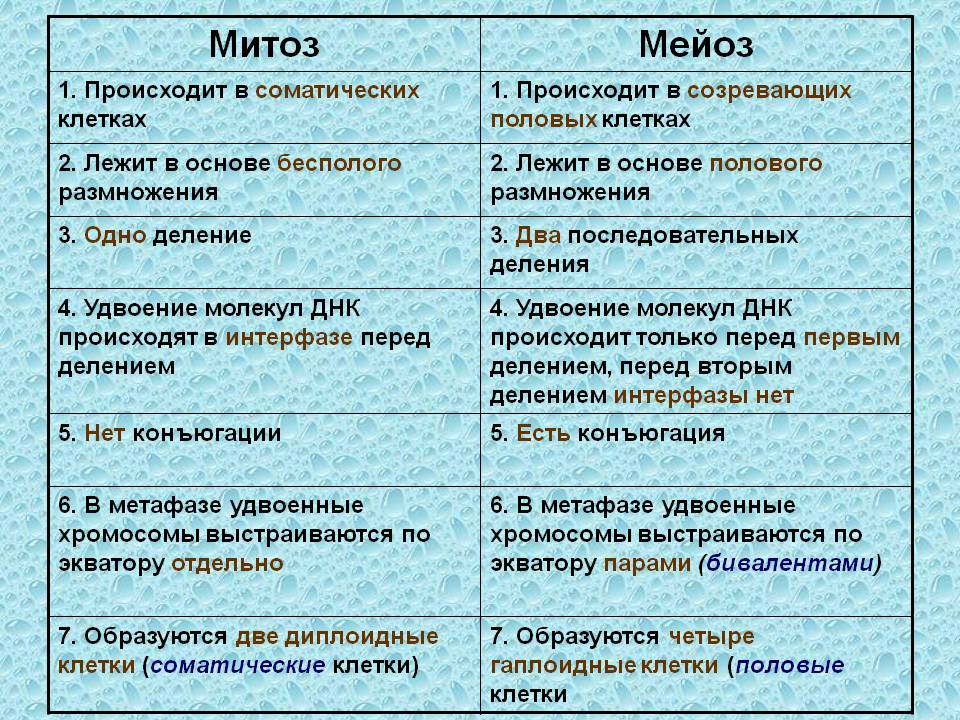 Митоз
Мейоз
1. Происходит в соматических
клетках
1. Происходит в созревающих
половых клетках
2. Лежит в основе бесполого
размножения
2. Лежит в основе полового
размножения
3. Одно деление
3. Два последовательных
деления
4. Удвоение молекул ДНК
происходят в интерфазе перед
делением
4. Удвоение молекул ДНК
происходит только перед первым
делением, перед вторым
делением интерфазы нет
5. Нет конъюгации
5. Есть конъюгация
6. В метафазе удвоенные
хромосомы выстраиваются по
экватору отдельно
6. В метафазе удвоенные
хромосомы выстраиваются по
экватору парами (бивалентами)
7. Образуются две диплоидные
клетки (соматические клетки)
7. Образуются четыре
гаплоидные клетки (половые
клетки